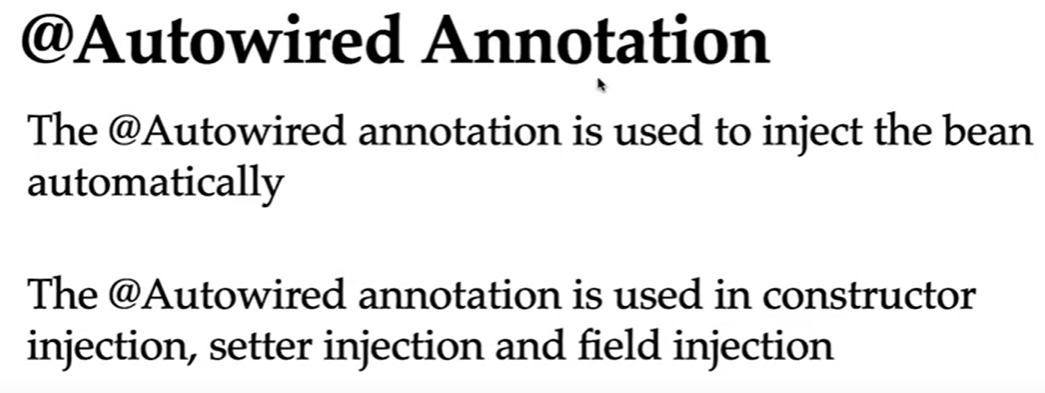 @Autowired Annotation
The @Autowired annotation is used to inject the bean
automatically
The @Autowired annotation is used in constructor
injection, setter injection and field injection